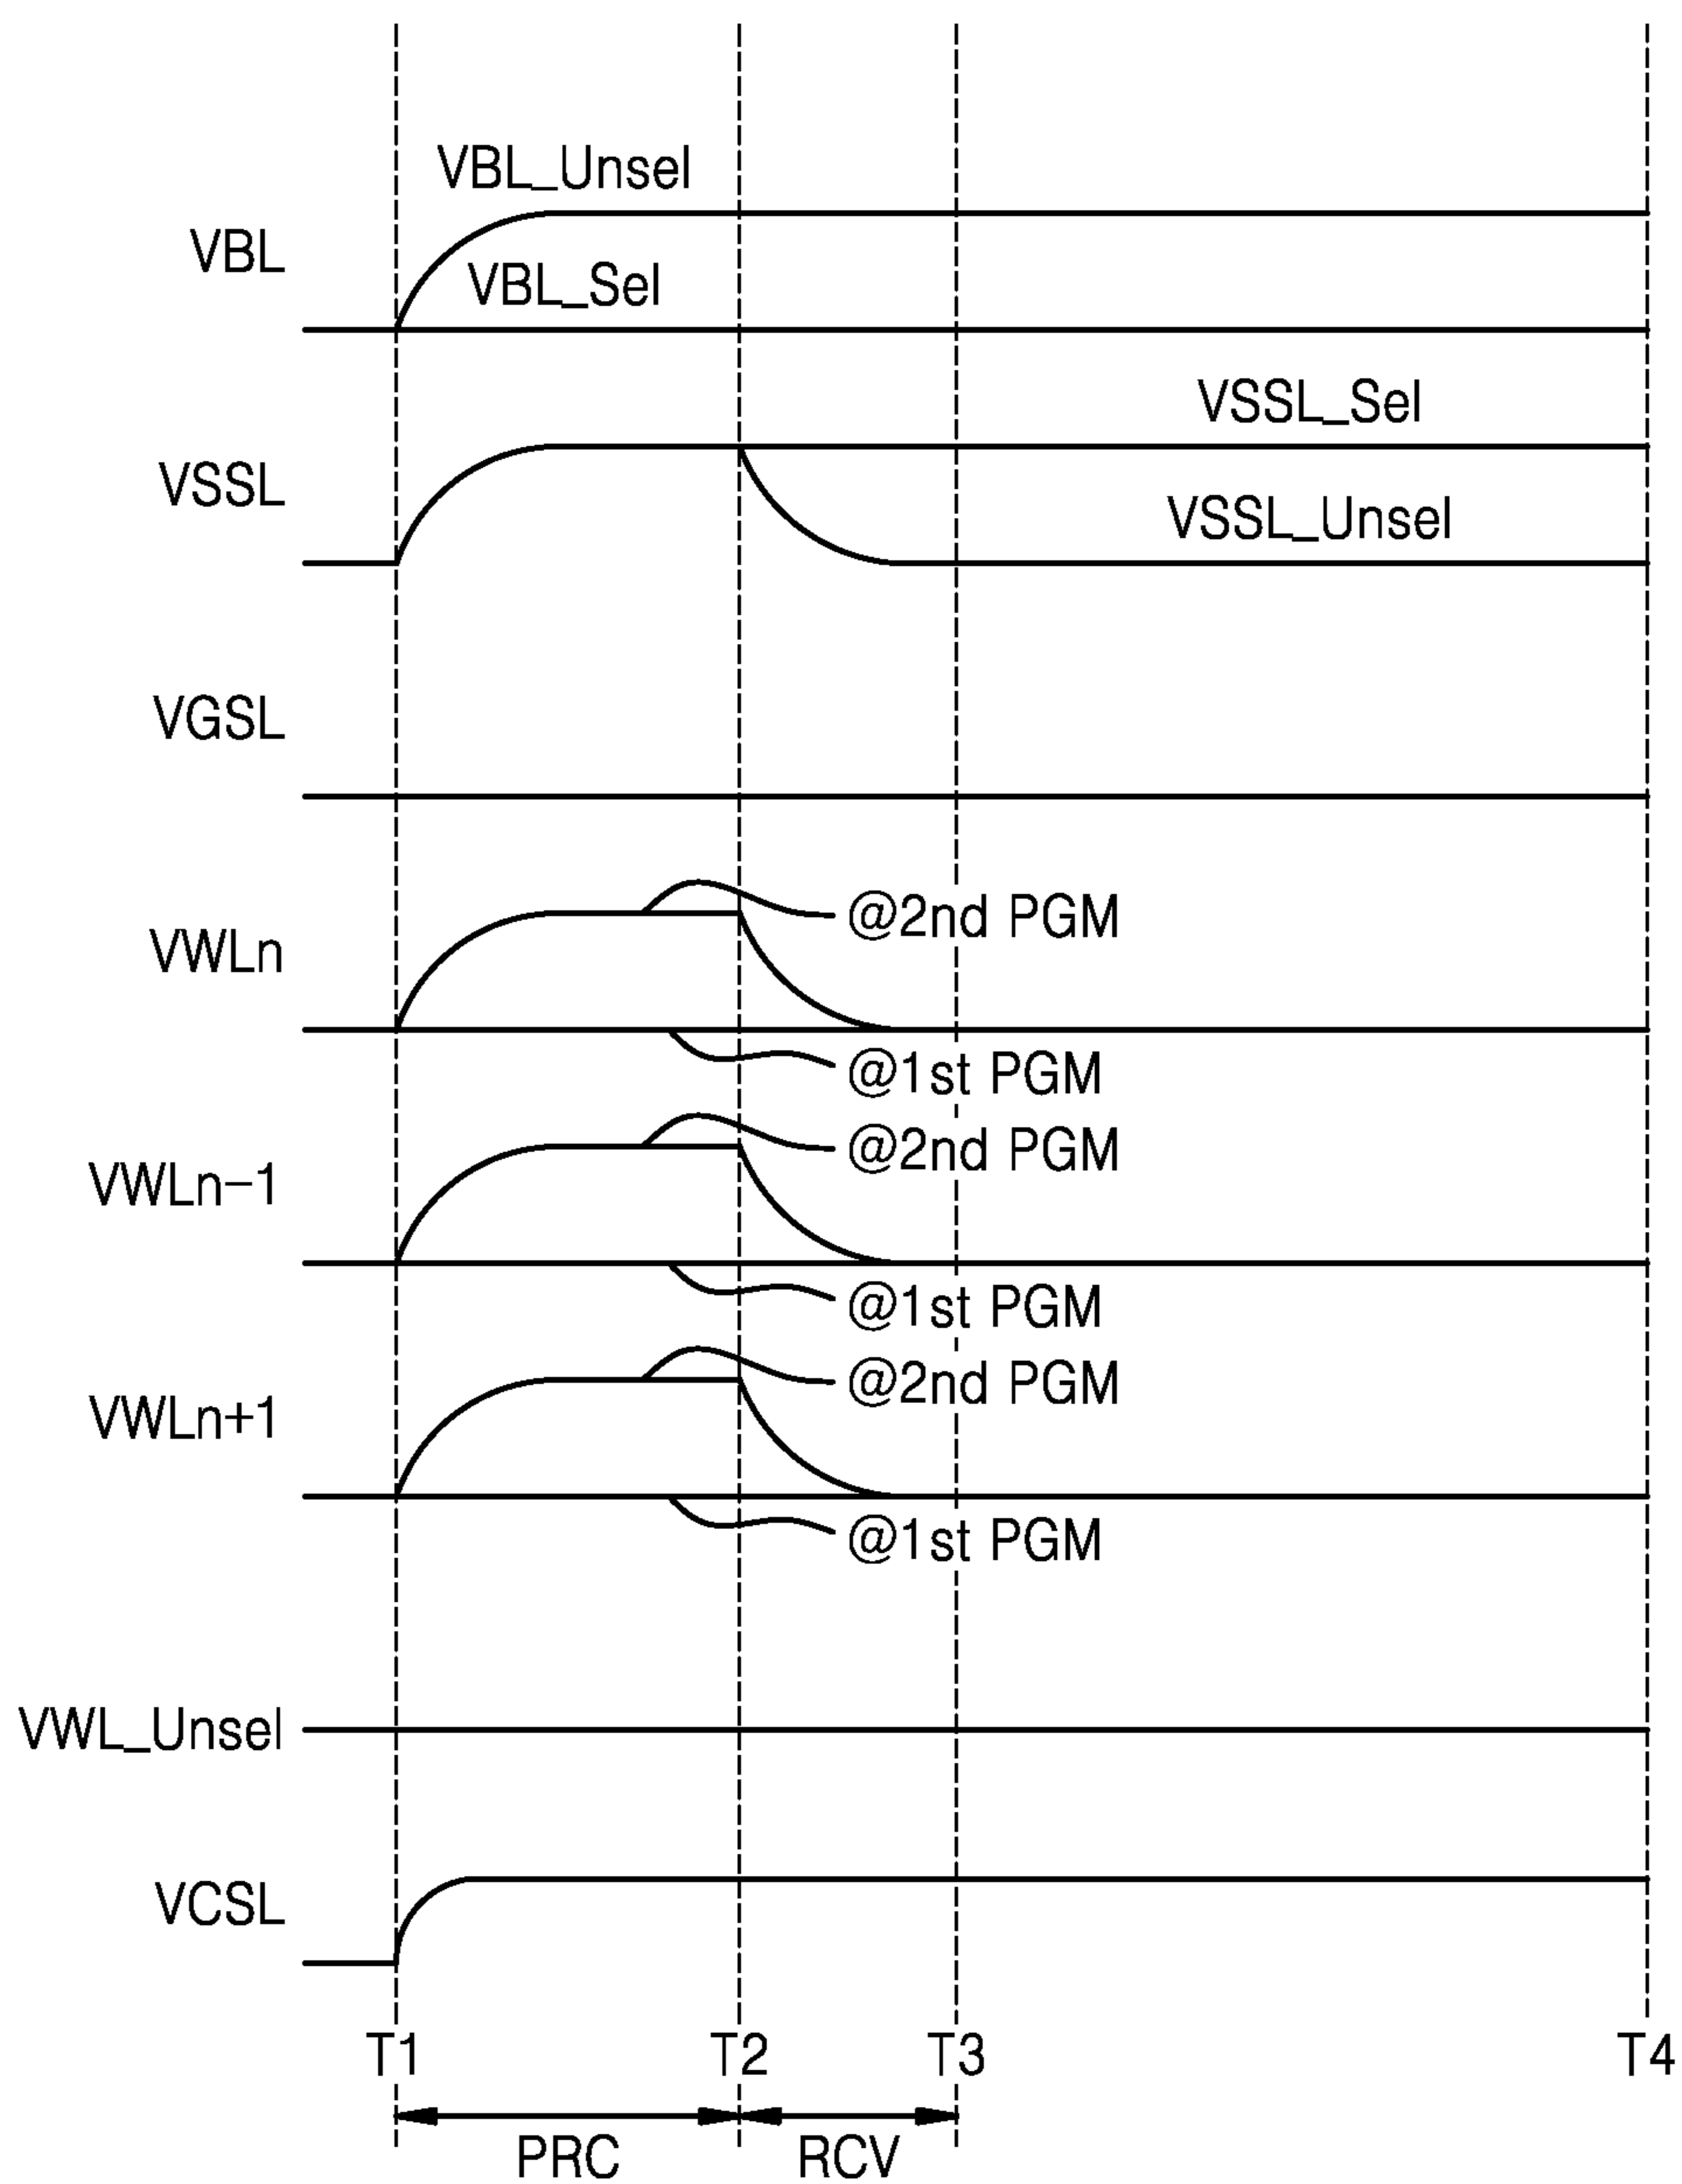 VBL_Unsel
VBL
VBL_Sel
VSSL_Sel
VSSL
VSSL_Unsel
VGSL
@2nd PGM
VWLn
@1st PGM
@2nd PGM
VWLn-1
@1st PGM
@2nd PGM
VWLn+1
@1st PGM
VWL_Unsel
VCSL
T1 T2 T3 T4
PRC RCV